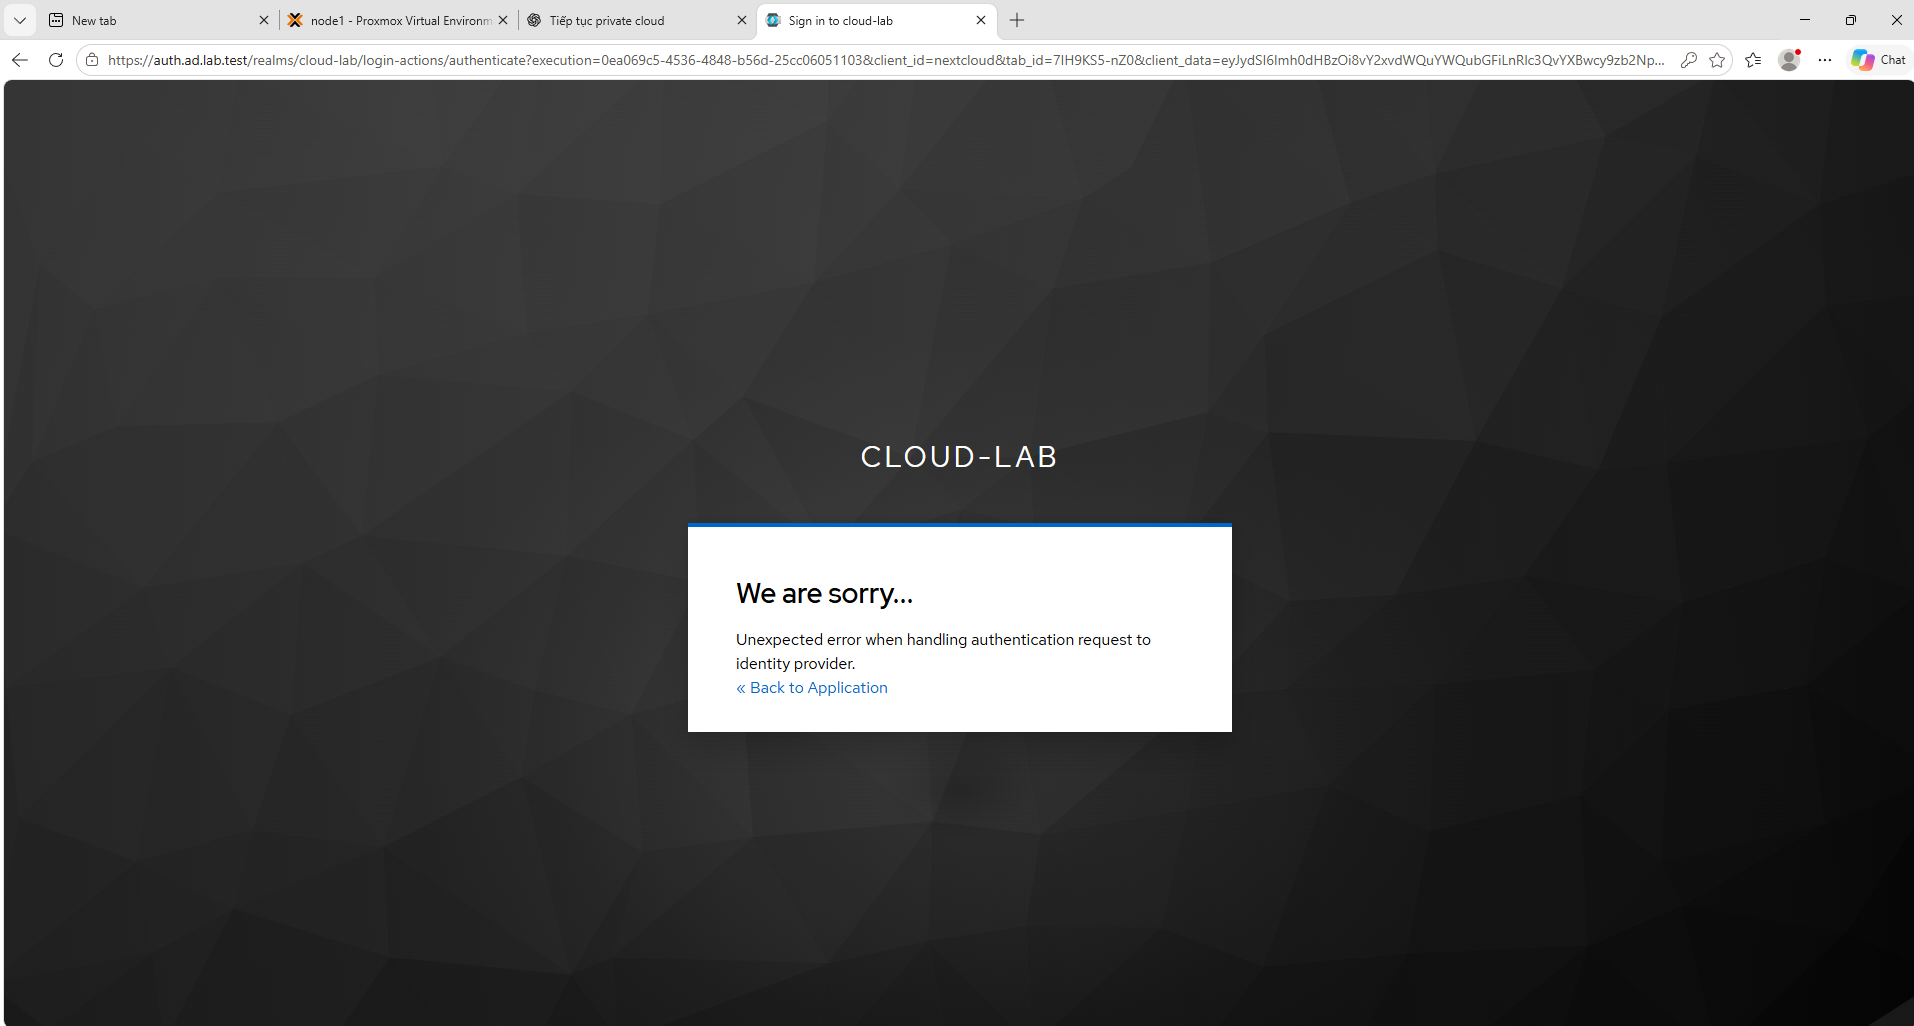 New tab
node1 - Proxmox Virtual Environm
Tiếp tục private cloud
Sign in to cloud-lab
https://auth.ad.lab.test/realms/cloud-lab/login-actions/authenticate?execution=0ea069c5-4536-4848-b56d-25cc06051103&client_id=nextcloud&tab_id=7IH9KS5-nZ0&client_data=eyJydSI6Imh0dHBzOi8vY2xvdWQuYWQubGFiLnRlc3QvYXBwcy9zb2Np...
Chat
CLOUD-LAB
We are sorry...
Unexpected error when handling authentication request to
identity provider.
« Back to Application